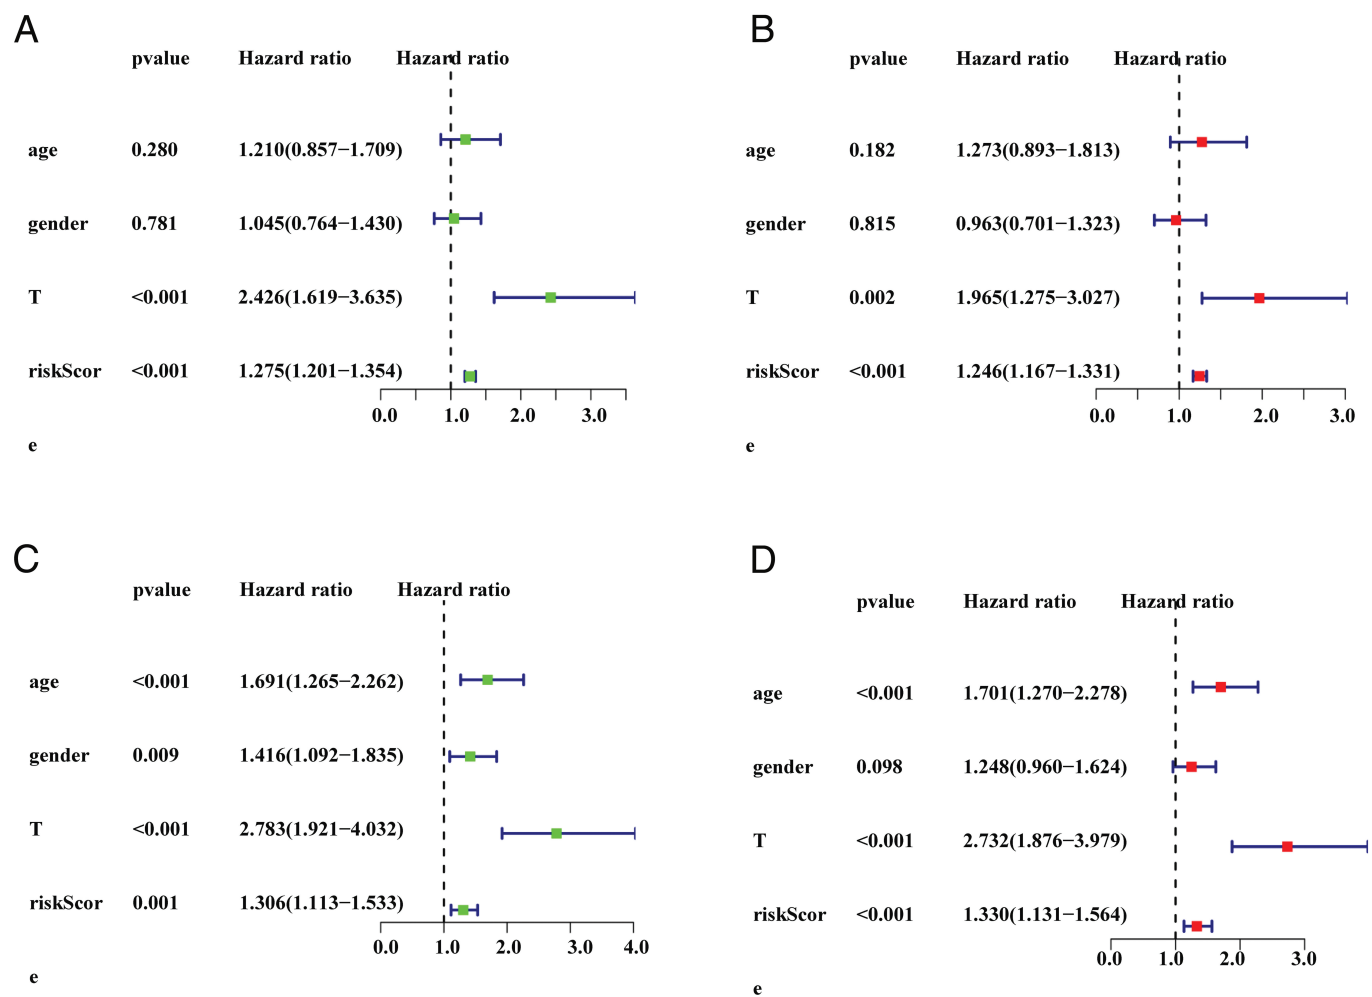 A
pvalue Hazard ratio Hazard ratio
age 0.280 1.210(0.857−1.709)
gender 0.781 1.045(0.764−1.430)
T <0.001 2.426(1.619−3.635)
riskScor <0.001 1.275(1.201−1.354)
0.0 1.0 2.0 3.0
e
B
pvalue Hazard ratio Hazard ratio
age 0.182 1.273(0.893−1.813)
gender 0.815 0.963(0.701−1.323)
T 0.002 1.965(1.275−3.027)
riskScor <0.001 1.246(1.167−1.331)
0.0 1.0 2.0 3.0
e
C
pvalue Hazard ratio Hazard ratio
age <0.001 1.691(1.265−2.262)
gender 0.009 1.416(1.092−1.835)
T <0.001 2.783(1.921−4.032)
riskScor 0.001 1.306(1.113−1.533)
0.0 1.0 2.0 3.0 4.0
e
D
pvalue Hazard ratio Hazard ratio
age <0.001 1.701(1.270−2.278)
gender 0.098 1.248(0.960−1.624)
T <0.001 2.732(1.876−3.979)
riskScor <0.001 1.330(1.131−1.564)
0.0 1.0 2.0 3.0
e